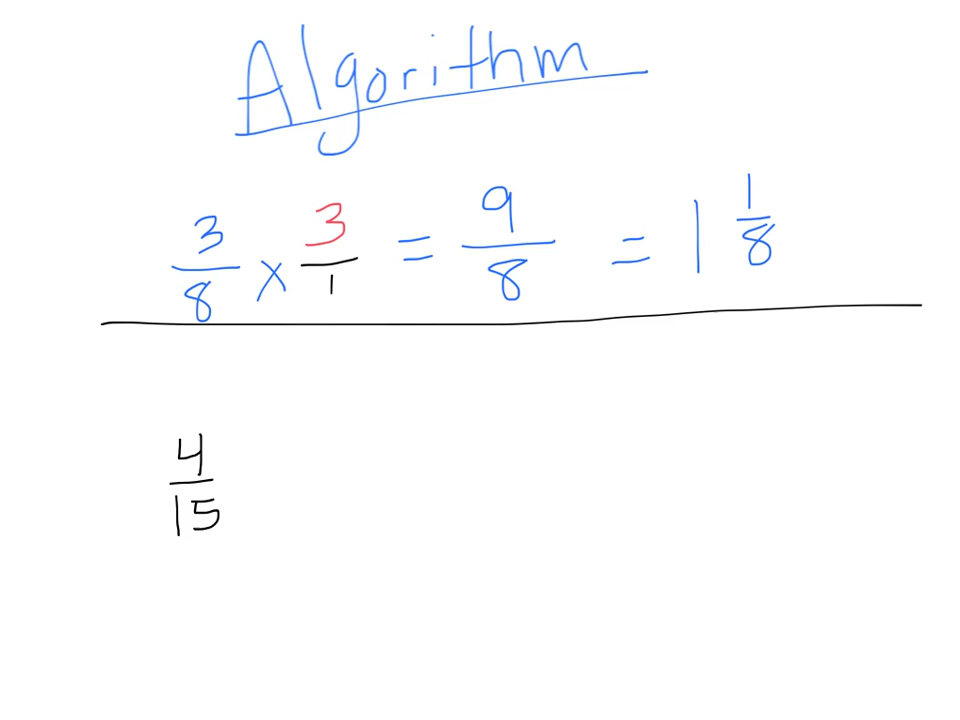 Algorithm
3/8 × 3/1 = 9/8 = 1 1/8
4/15